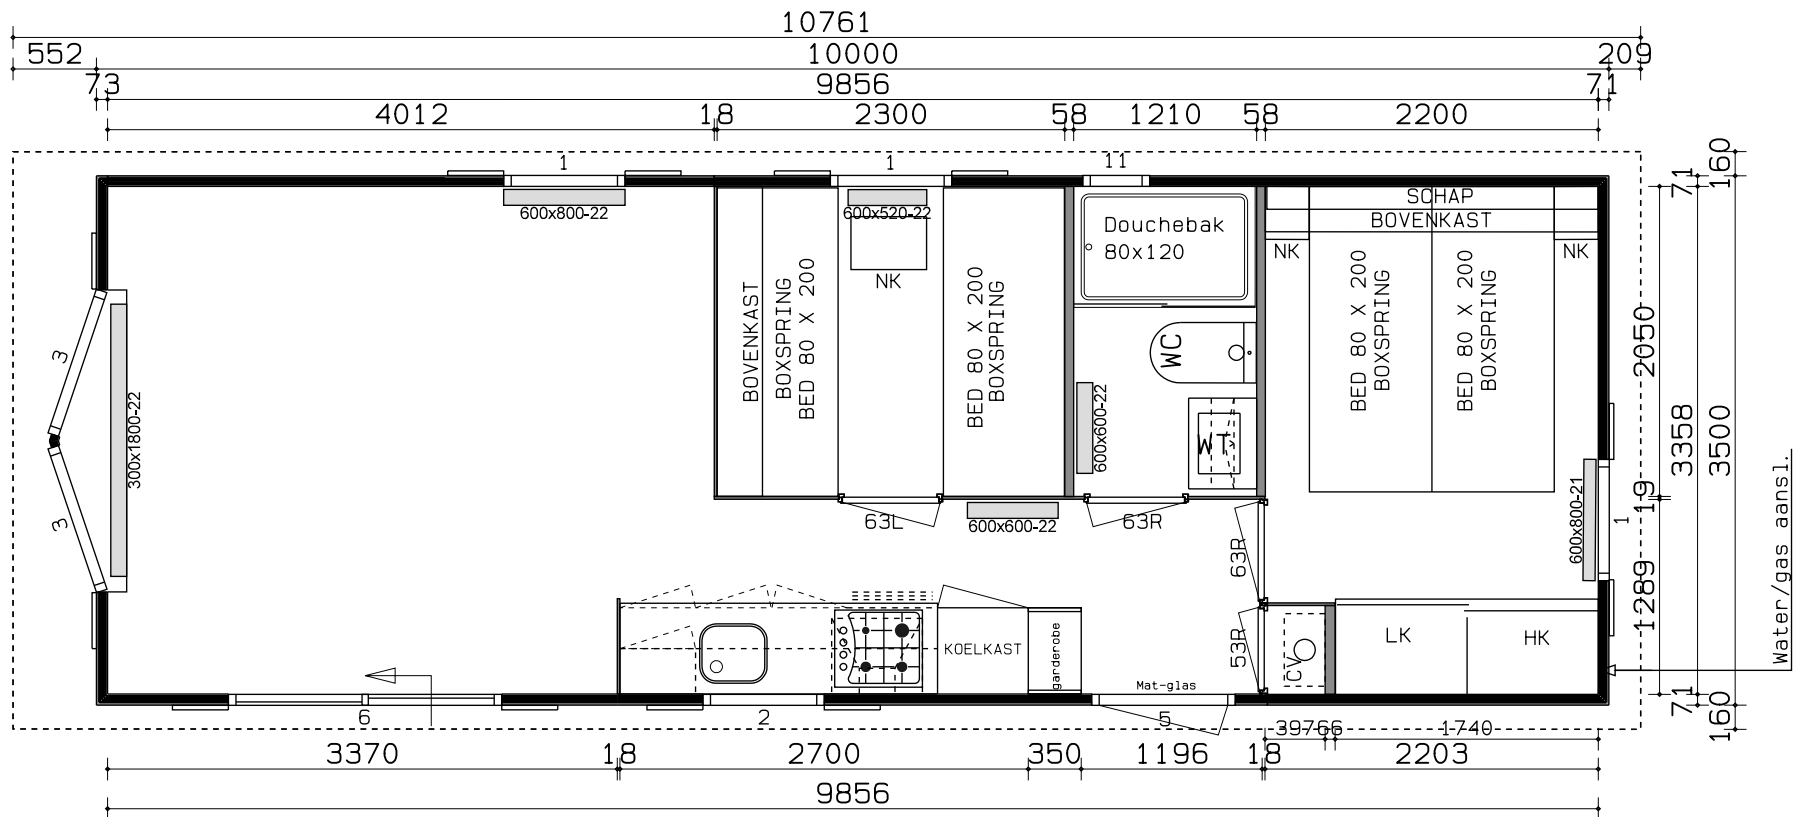 10761
552
10000
209
73
9856
71
4012
18
2300
58
1210
58
2200
1
1
11
160
71
600x800-22
600x520-22
SCHAP
BOVENKAST
Douchebak
80x120
NK
NK
NK
BOVENKAST
BOXSPRING
BED 80 X 200
BED 80 X 200
BOXSPRING
BED 80 X 200
BOXSPRING
BED 80 X 200
BOXSPRING
WC
WT
600x600-22
3
3
300x1800-22
2050
3358
3500
19
1289
600x800-21
1
Water/gas aansl.
63L
600x600-22
63R
63R
53R
KOELKAST
garderobe
Mat-glas
CV
LK
HK
6
2
5
71
160
39766
1740
3370
18
2700
350
1196
18
2203
9856